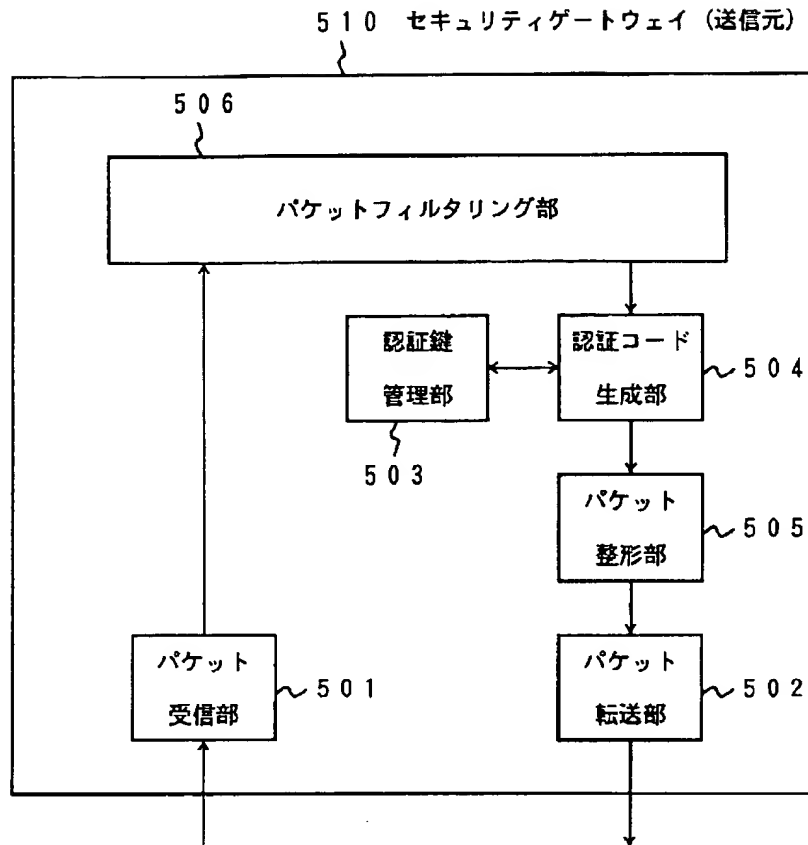 510 セキュリティゲートウェイ (送信元)
506
パケットフィルタリング部
認証鍵
管理部
503
認証コード
生成部
504
パケット
整形部
505
パケット
受信部
501
パケット
転送部
502